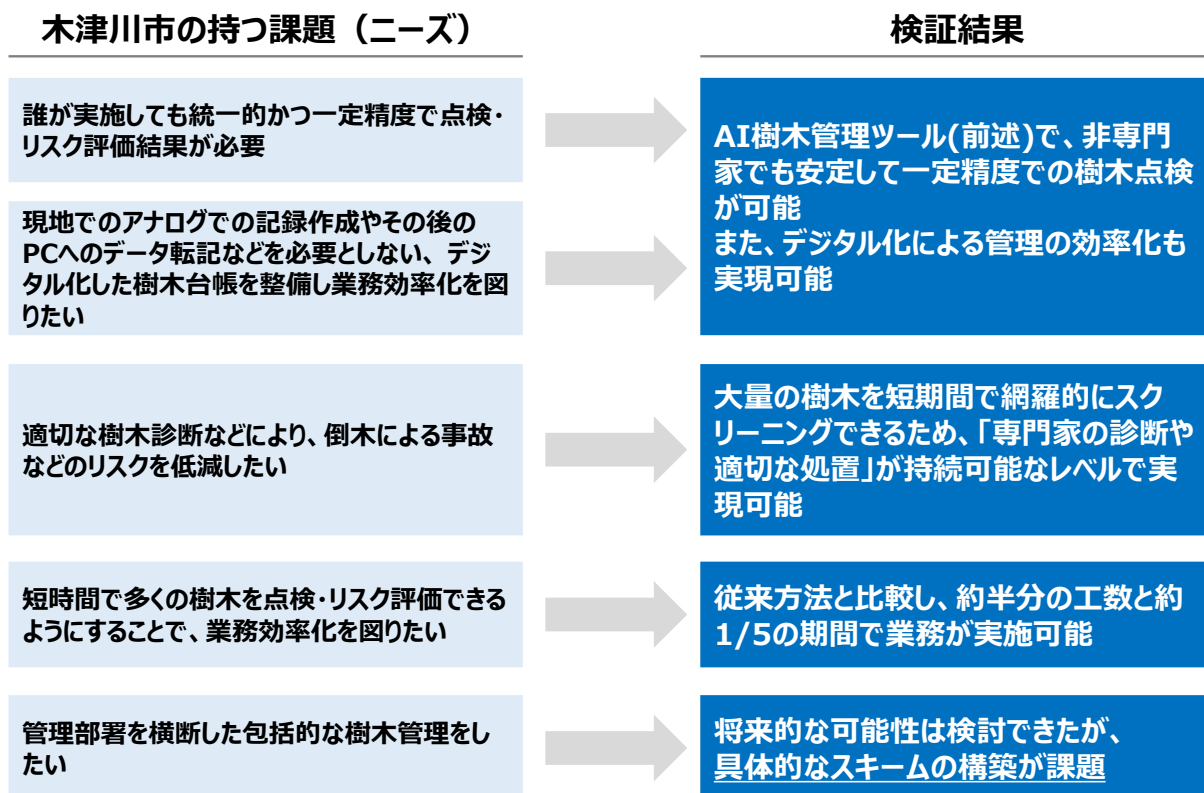 木津川市の持つ課題（ニーズ）
検証結果
誰が実施しても統一的かつ一定精度で点検・
リスク評価結果が必要
現地でのアナログでの記録作成やその後の
PCへのデータ転記などを必要としない、デジ
タル化した樹木台帳を整備し業務効率化を図
りたい
AI樹木管理ツール(前述)で、非専門
家でも安定して一定精度での樹木点検
が可能
また、デジタル化による管理の効率化も
実現可能
適切な樹木診断などにより、倒木による事故
などのリスクを低減したい
大量の樹木を短期間で網羅的にスク
リーニングできるため、「専門家の診断や
適切な処置」が持続可能なレベルで実
現可能
短時間で多くの樹木を点検・リスク評価できる
ようにすることで、業務効率化を図りたい
従来方法と比較し、約半分の工数と約
1/5の期間で業務が実施可能
管理部署を横断した包括的な樹木管理をし
たい
将来的な可能性は検討できたが、
具体的なスキームの構築が課題